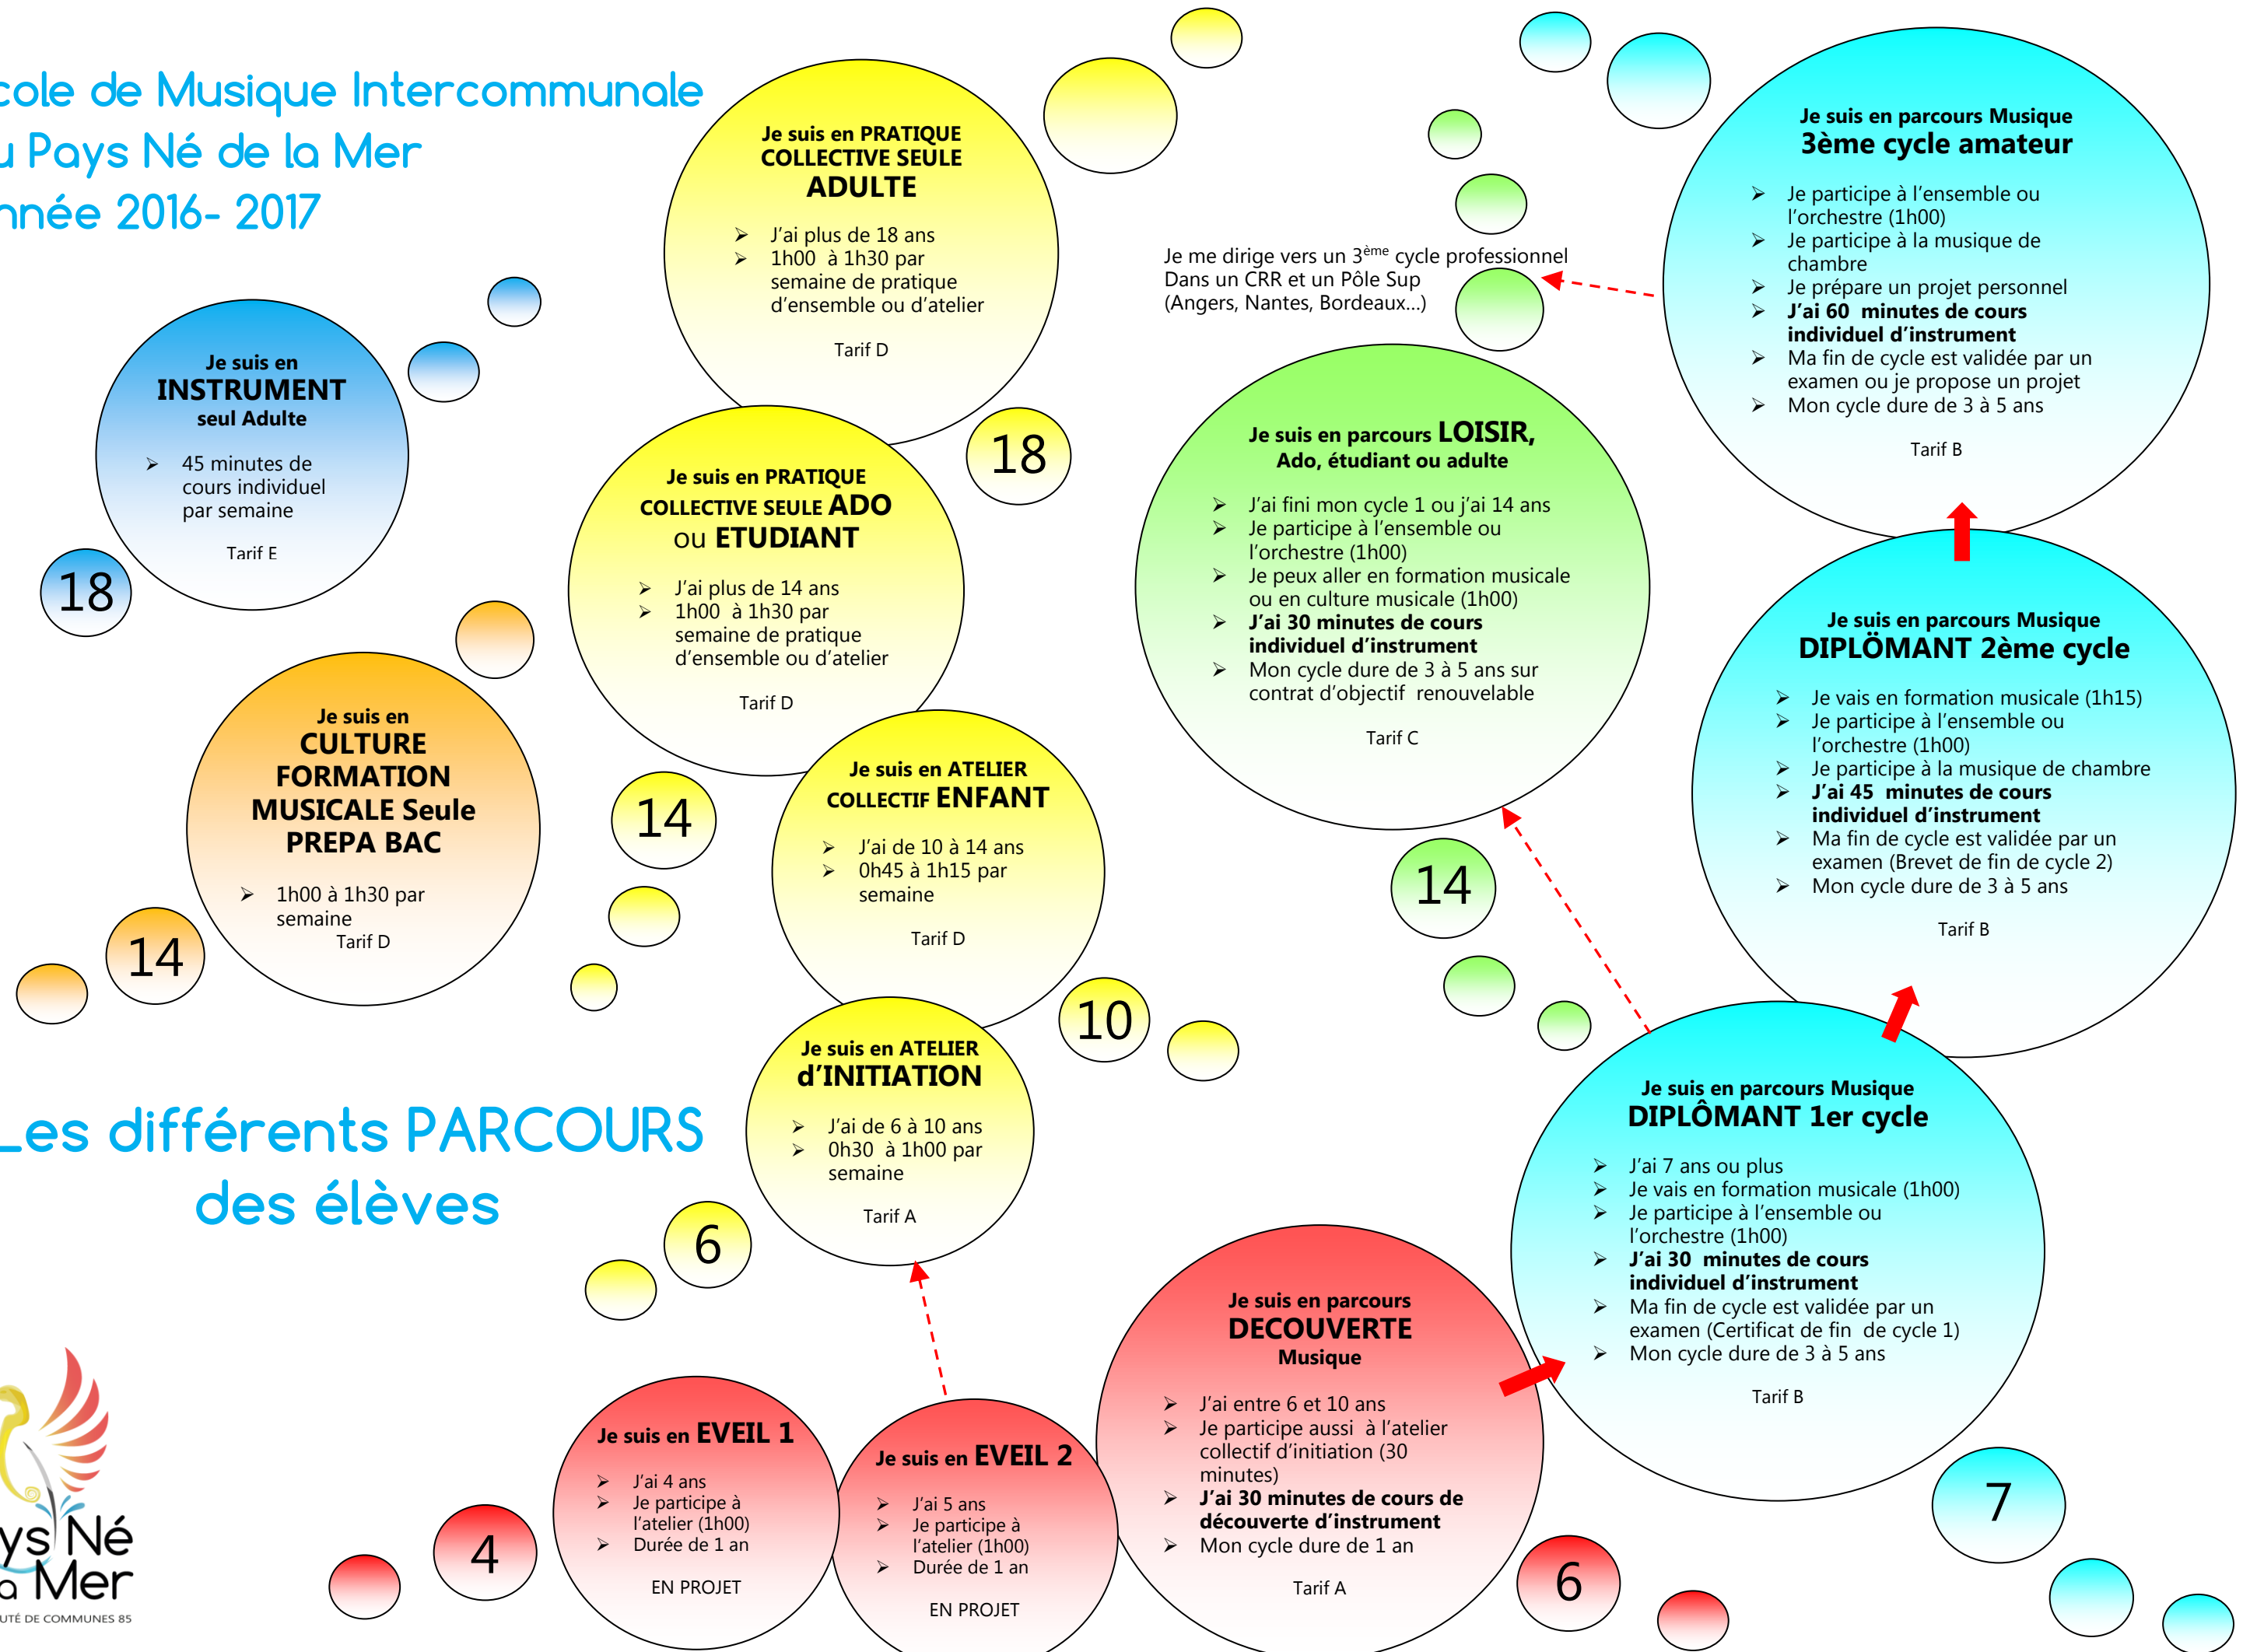 cole de Musique Intercommunale
u Pays Né de la Mer
nnée 2016- 2017
Je suis en
INSTRUMENT
seul Adulte
➢ 45 minutes de
cours individuel
par semaine
Tarif E
18
Je suis en
CULTURE
FORMATION
MUSICALE Seule
PREPA BAC
➢ 1h00 à 1h30 par
semaine
Tarif D
14
Je suis en PRATIQUE
COLLECTIVE SEULE
ADULTE
➢ J'ai plus de 18 ans
➢ 1h00 à 1h30 par
semaine de pratique
d'ensemble ou d'atelier
Tarif D
18
Je suis en PRATIQUE
COLLECTIVE SEULE ADO
ou ETUDIANT
➢ J'ai plus de 14 ans
➢ 1h00 à 1h30 par
semaine de pratique
d'ensemble ou d'atelier
Tarif D
14
Je suis en ATELIER
COLLECTIF ENFANT
➢ J'ai de 10 à 14 ans
➢ 0h45 à 1h15 par
semaine
Tarif D
10
Je suis en ATELIER
d'INITIATION
➢ J'ai de 6 à 10 ans
➢ 0h30 à 1h00 par
semaine
Tarif A
6
Je me dirige vers un 3ème cycle professionnel
Dans un CRR et un Pôle Sup
(Angers, Nantes, Bordeaux...)
Je suis en parcours LOISIR,
Ado, étudiant ou adulte
➢ J'ai fini mon cycle 1 ou j'ai 14 ans
➢ Je participe à l'ensemble ou
l'orchestre (1h00)
➢ Je peux aller en formation musicale
ou en culture musicale (1h00)
➢ J'ai 30 minutes de cours
individuel d'instrument
➢ Mon cycle dure de 3 à 5 ans sur
contrat d'objectif renouvelable
Tarif C
14
Je suis en parcours Musique
3ème cycle amateur
➢ Je participe à l'ensemble ou
l'orchestre (1h00)
➢ Je participe à la musique de
chambre
➢ Je prépare un projet personnel
➢ J'ai 60 minutes de cours
individuel d'instrument
➢ Ma fin de cycle est validée par un
examen ou je propose un projet
➢ Mon cycle dure de 3 à 5 ans
Tarif B
Je suis en parcours Musique
DIPLÖMANT 2ème cycle
➢ Je vais en formation musicale (1h15)
➢ Je participe à l'ensemble ou
l'orchestre (1h00)
➢ Je participe à la musique de chambre
➢ J'ai 45 minutes de cours
individuel d'instrument
➢ Ma fin de cycle est validée par un
examen (Brevet de fin de cycle 2)
➢ Mon cycle dure de 3 à 5 ans
Tarif B
Je suis en parcours Musique
DIPLÔMANT 1er cycle
➢ J'ai 7 ans ou plus
➢ Je vais en formation musicale (1h00)
➢ Je participe à l'ensemble ou
l'orchestre (1h00)
➢ J'ai 30 minutes de cours
individuel d'instrument
➢ Ma fin de cycle est validée par un
examen (Certificat de fin de cycle 1)
➢ Mon cycle dure de 3 à 5 ans
Tarif B
7
Les différents PARCOURS
des élèves
Je suis en EVEIL 1
➢ J'ai 4 ans
➢ Je participe à
l'atelier (1h00)
➢ Durée de 1 an
EN PROJET
4
Je suis en EVEIL 2
➢ J'ai 5 ans
➢ Je participe à
l'atelier (1h00)
➢ Durée de 1 an
EN PROJET
Je suis en parcours
DECOUVERTE
Musique
➢ J'ai entre 6 et 10 ans
➢ Je participe aussi à l'atelier
collectif d'initiation (30
minutes)
➢ J'ai 30 minutes de cours de
découverte d'instrument
➢ Mon cycle dure de 1 an
Tarif A
6
ys Né
a Mer
UTÉ DE COMMUNES 85